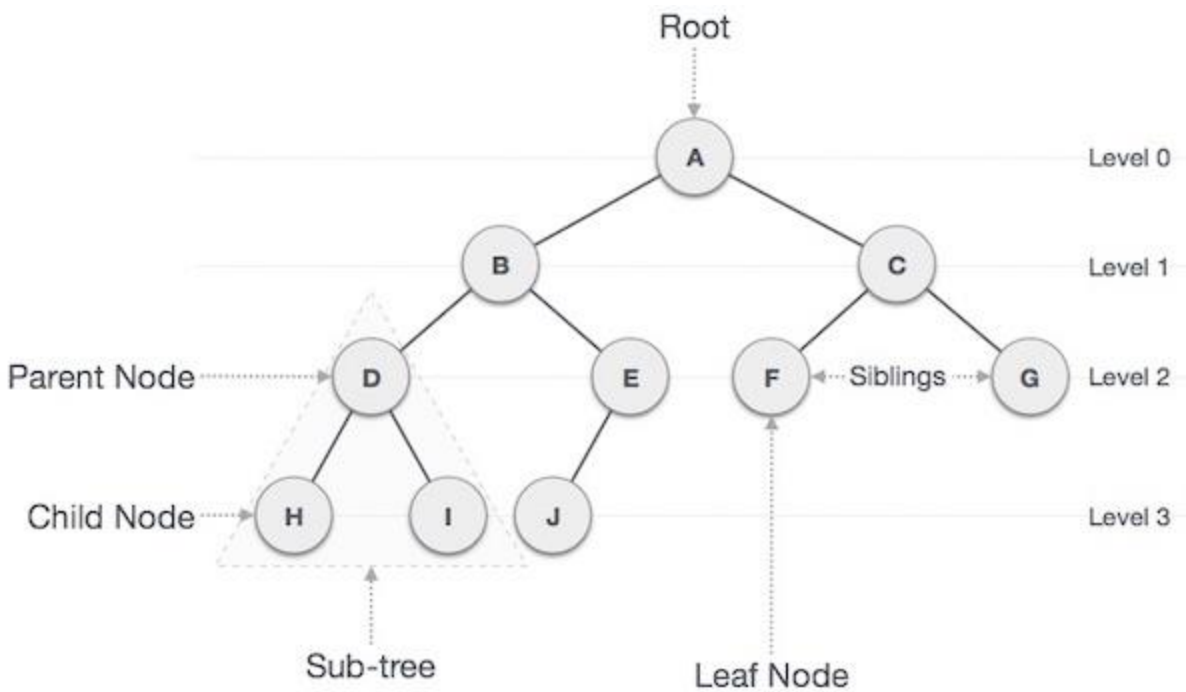 Root
A
Level 0
B
C
Level 1
Parent Node
D
E
F
Siblings
G
Level 2
Child Node
H
I
J
Level 3
Sub-tree
Leaf Node